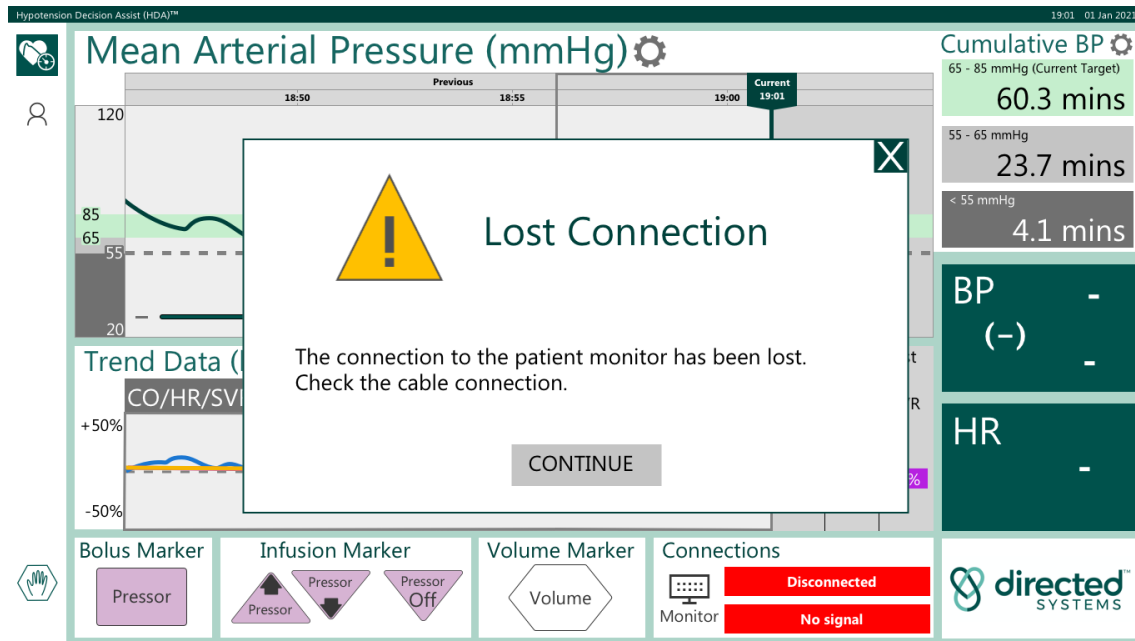 Hypotension Decision Assist (HDA)™
19:01 01 Jan 2021
Mean Arterial Pressure (mmHg)
Previous
Current
18:50
18:55
19:00
19:01
120
85
65
55
20
Cumulative BP
65 - 85 mmHg (Current Target)
60.3 mins
55 - 65 mmHg
23.7 mins
< 55 mmHg
4.1 mins
X
!
Lost Connection
The connection to the patient monitor has been lost.
Check the cable connection.
CONTINUE
BP -
(-)
-
HR
-
Trend Data (
CO/HR/SV
+50%
-50%
t
R
%
Bolus Marker
Pressor
Infusion Marker
Pressor
Pressor
Pressor
Off
Volume Marker
Volume
Connections
Monitor
Disconnected
No signal
directed™
SYSTEMS